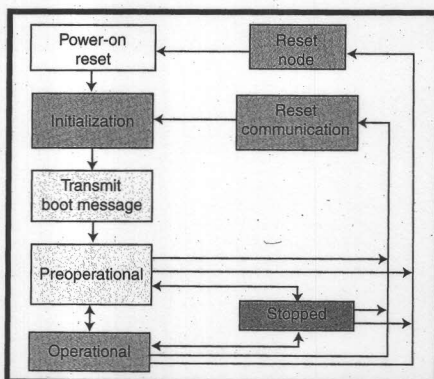 Power-on
reset
Reset
node
Initialization
Reset
communication
Transmit
boot message
Preoperational
Stopped
Operational